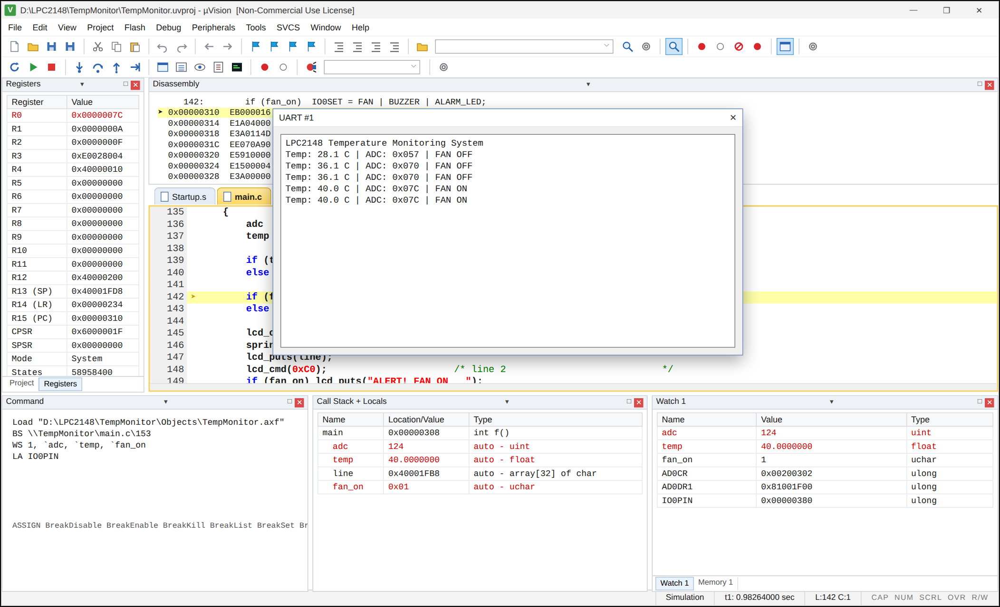 V D:\LPC2148\TempMonitor\TempMonitor.uvproj - µVision [Non-Commercial Use License]
File Edit View Project Flash Debug Peripherals Tools SVCS Window Help
Registers
Register Value
R0 0x0000007C
R1 0x0000000A
R2 0x0000000F
R3 0xE0028004
R4 0x40000010
R5 0x00000000
R6 0x00000000
R7 0x00000000
R8 0x00000000
R9 0x00000000
R10 0x00000000
R11 0x00000000
R12 0x40000200
R13 (SP) 0x40001FD8
R14 (LR) 0x00000234
R15 (PC) 0x00000310
CPSR 0x6000001F
SPSR 0x00000000
Mode System
States 58958400
Project Registers
Disassembly
142: if (fan_on) IO0SET = FAN | BUZZER | ALARM_LED;
0x00000310 EB000016
0x00000314 E1A04000
0x00000318 E3A0114D
0x0000031C EE070A90
0x00000320 E5910000
0x00000324 E1500004
0x00000328 E3A00000
UART #1
LPC2148 Temperature Monitoring System
Temp: 28.1 C | ADC: 0x057 | FAN OFF
Temp: 36.1 C | ADC: 0x070 | FAN OFF
Temp: 36.1 C | ADC: 0x070 | FAN OFF
Temp: 40.0 C | ADC: 0x07C | FAN ON
Temp: 40.0 C | ADC: 0x07C | FAN ON
Startup.s main.c
135 {
136 adc
137 temp
138
139 if (t
140 else
141
142 if (f
143 else
144
145 lcd_c
146 sprin
147 lcd_puts(line);
148 lcd_cmd(0xC0); /* line 2 */
149 if (fan_on) lcd_puts("ALERT! FAN ON   ");
Command
Load "D:\LPC2148\TempMonitor\Objects\TempMonitor.axf"
BS \\TempMonitor\main.c\153
WS 1, `adc, `temp, `fan_on
LA IO0PIN
ASSIGN BreakDisable BreakEnable BreakKill BreakList BreakSet Br
Call Stack + Locals
Name Location/Value Type
main 0x00000308 int f()
adc 124 auto - uint
temp 40.0000000 auto - float
line 0x40001FB8 auto - array[32] of char
fan_on 0x01 auto - uchar
Watch 1
Name Value Type
adc 124 uint
temp 40.0000000 float
fan_on 1 uchar
AD0CR 0x00200302 ulong
AD0DR1 0x81001F00 ulong
IO0PIN 0x00000380 ulong
Watch 1 Memory 1
Simulation t1: 0.98264000 sec L:142 C:1 CAP NUM SCRL OVR R/W